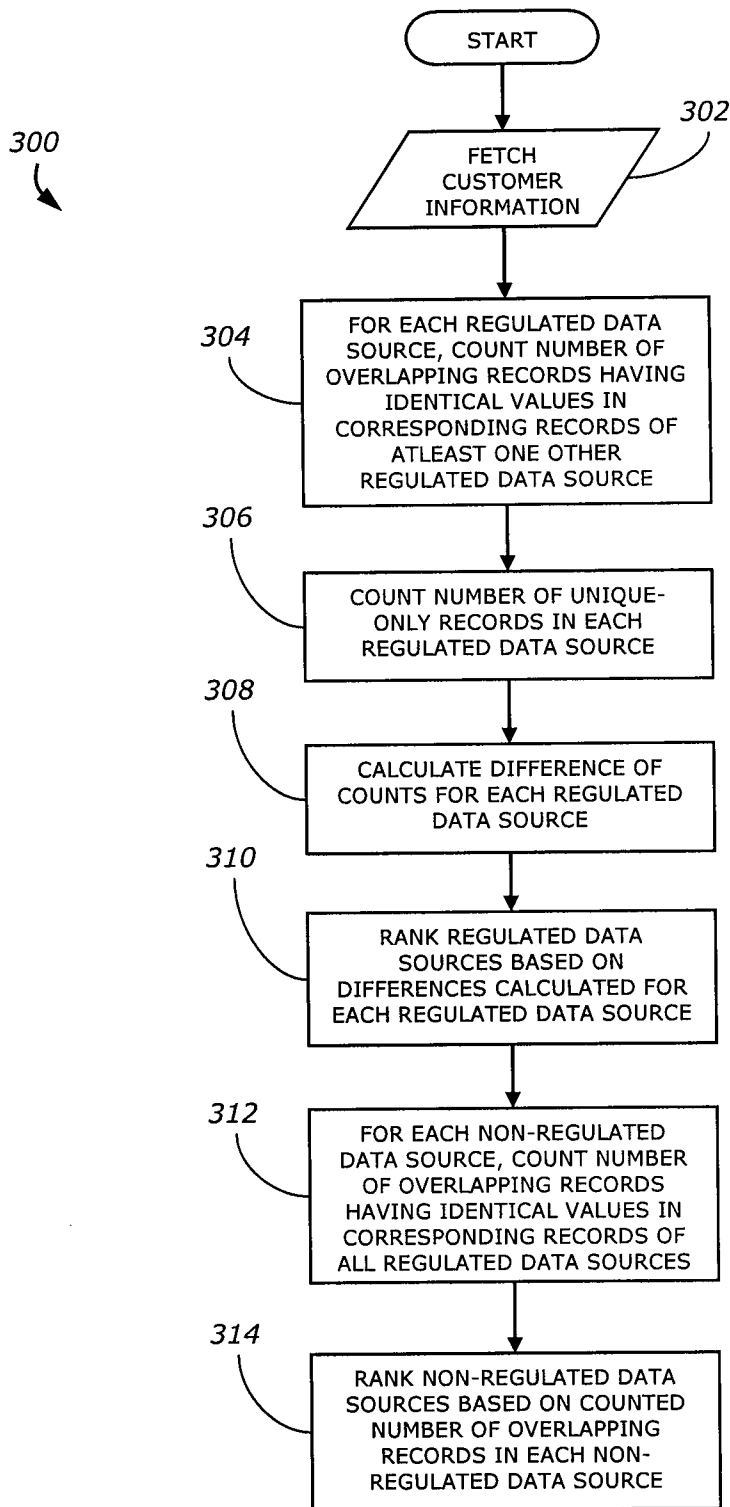 START
302
300
FETCH
CUSTOMER
INFORMATION
304
FOR EACH REGULATED DATA
SOURCE, COUNT NUMBER OF
OVERLAPPING RECORDS HAVING
IDENTICAL VALUES IN
CORRESPONDING RECORDS OF
ATLEAST ONE OTHER
REGULATED DATA SOURCE
306
COUNT NUMBER OF UNIQUE-
ONLY RECORDS IN EACH
REGULATED DATA SOURCE
308
CALCULATE DIFFERENCE OF
COUNTS FOR EACH REGULATED
DATA SOURCE
310
RANK REGULATED DATA
SOURCES BASED ON
DIFFERENCES CALCULATED FOR
EACH REGULATED DATA SOURCE
312
FOR EACH NON-REGULATED
DATA SOURCE, COUNT NUMBER
OF OVERLAPPING RECORDS
HAVING IDENTICAL VALUES IN
CORRESPONDING RECORDS OF
ALL REGULATED DATA SOURCES
314
RANK NON-REGULATED DATA
SOURCES BASED ON COUNTED
NUMBER OF OVERLAPPING
RECORDS IN EACH NON-
REGULATED DATA SOURCE